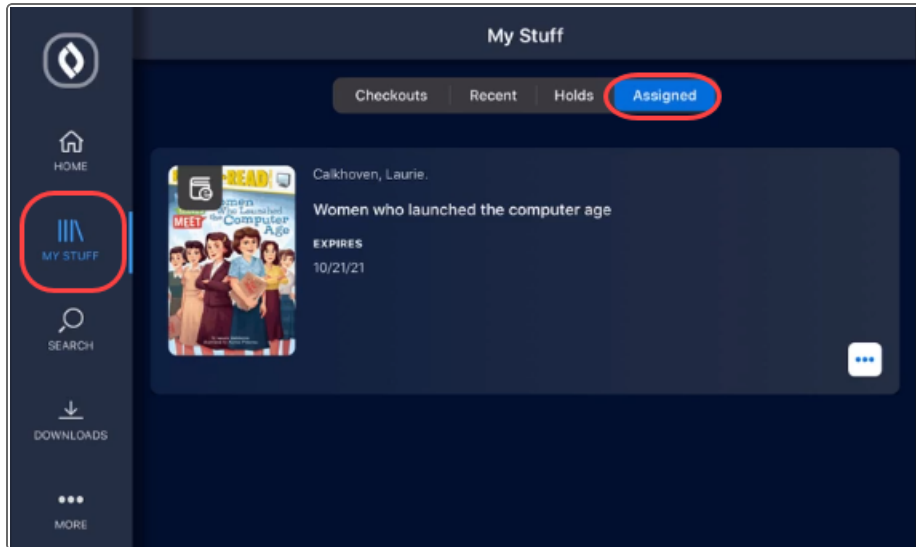 My Stuff
Checkouts
Recent
Holds
Assigned
HOME
MY STUFF
SEARCH
DOWNLOADS
MORE
READ
MEET
Women
Who Launched
the Computer
Age
Calkhoven, Laurie.
Women who launched the computer age
EXPIRES
10/21/21